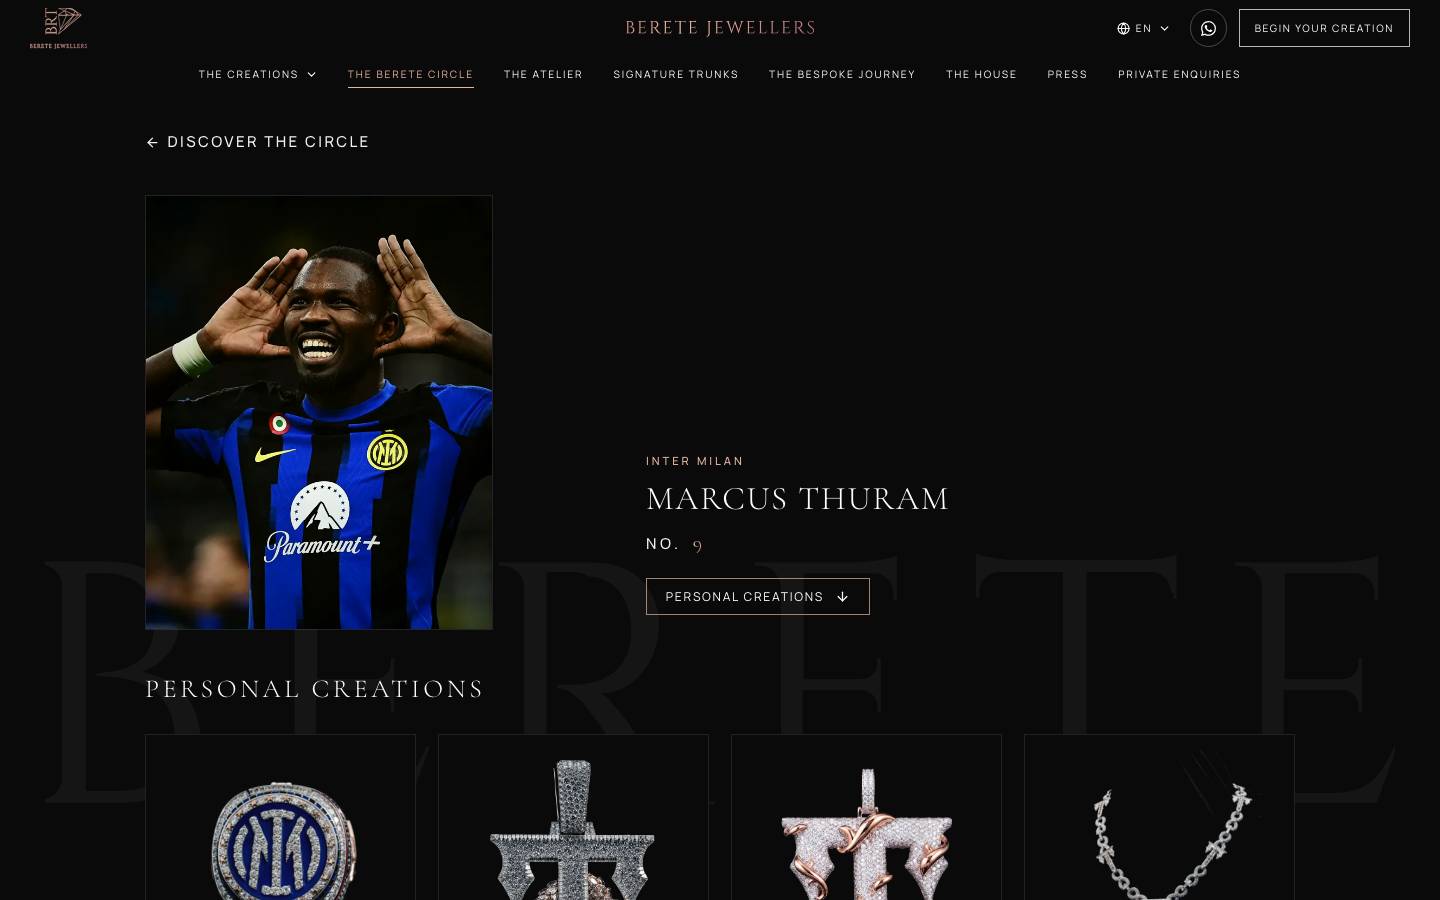 BRT
BERETE JEWELLERS
BERETE JEWELLERS
EN
BEGIN YOUR CREATION
THE CREATIONS
THE BERETE CIRCLE
THE ATELIER
SIGNATURE TRUNKS
THE BESPOKE JOURNEY
THE HOUSE
PRESS
PRIVATE ENQUIRIES
← DISCOVER THE CIRCLE
Paramount+
INTER MILAN
MARCUS THURAM
NO. 9
PERSONAL CREATIONS ↓
BERETE
PERSONAL CREATIONS